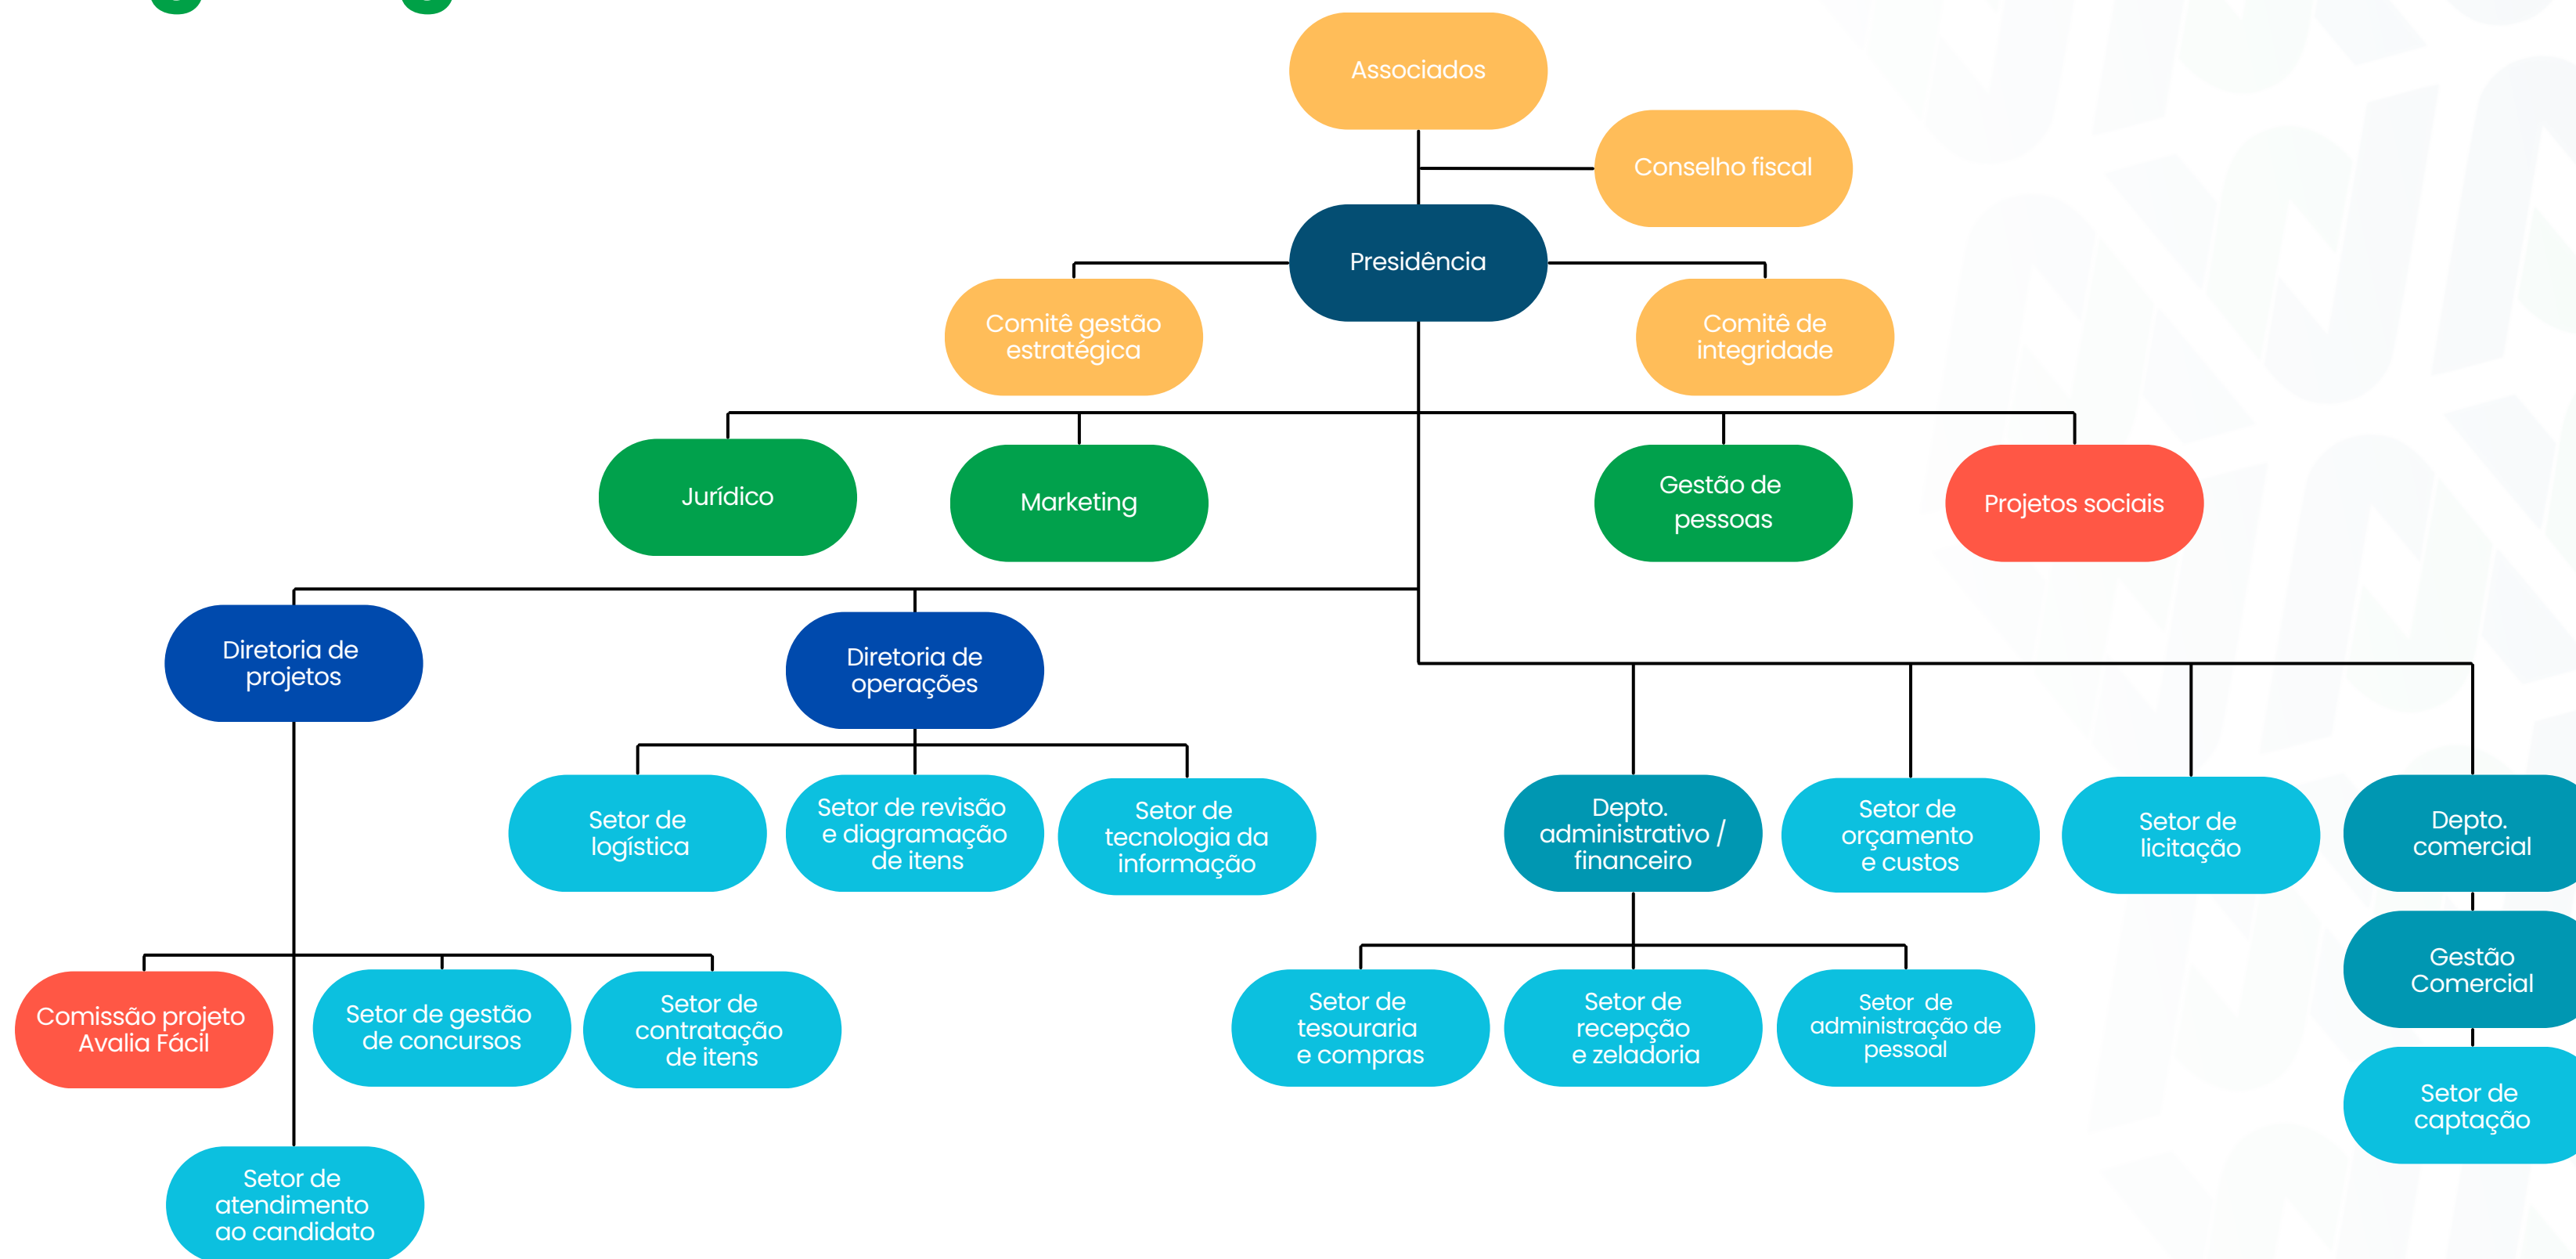 Associados
Conselho fiscal
Presidência
Comitê gestão
estratégica
Comitê de
integridade
Jurídico
Marketing
Gestão de
pessoas
Projetos sociais
Diretoria de
projetos
Diretoria de
operações
Setor de
logística
Setor de revisão
e diagramação
de itens
Setor de
tecnologia da
informação
Depto.
administrativo /
financeiro
Setor de
orçamento
e custos
Setor de
licitação
Depto.
comercial
Gestão
Comercial
Setor de
captação
Comissão projeto
Avalia Fácil
Setor de gestão
de concursos
Setor de
contratação
de itens
Setor de
tesouraria
e compras
Setor de
recepção
e zeladoria
Setor de
administração de
pessoal
Setor de
atendimento
ao candidato